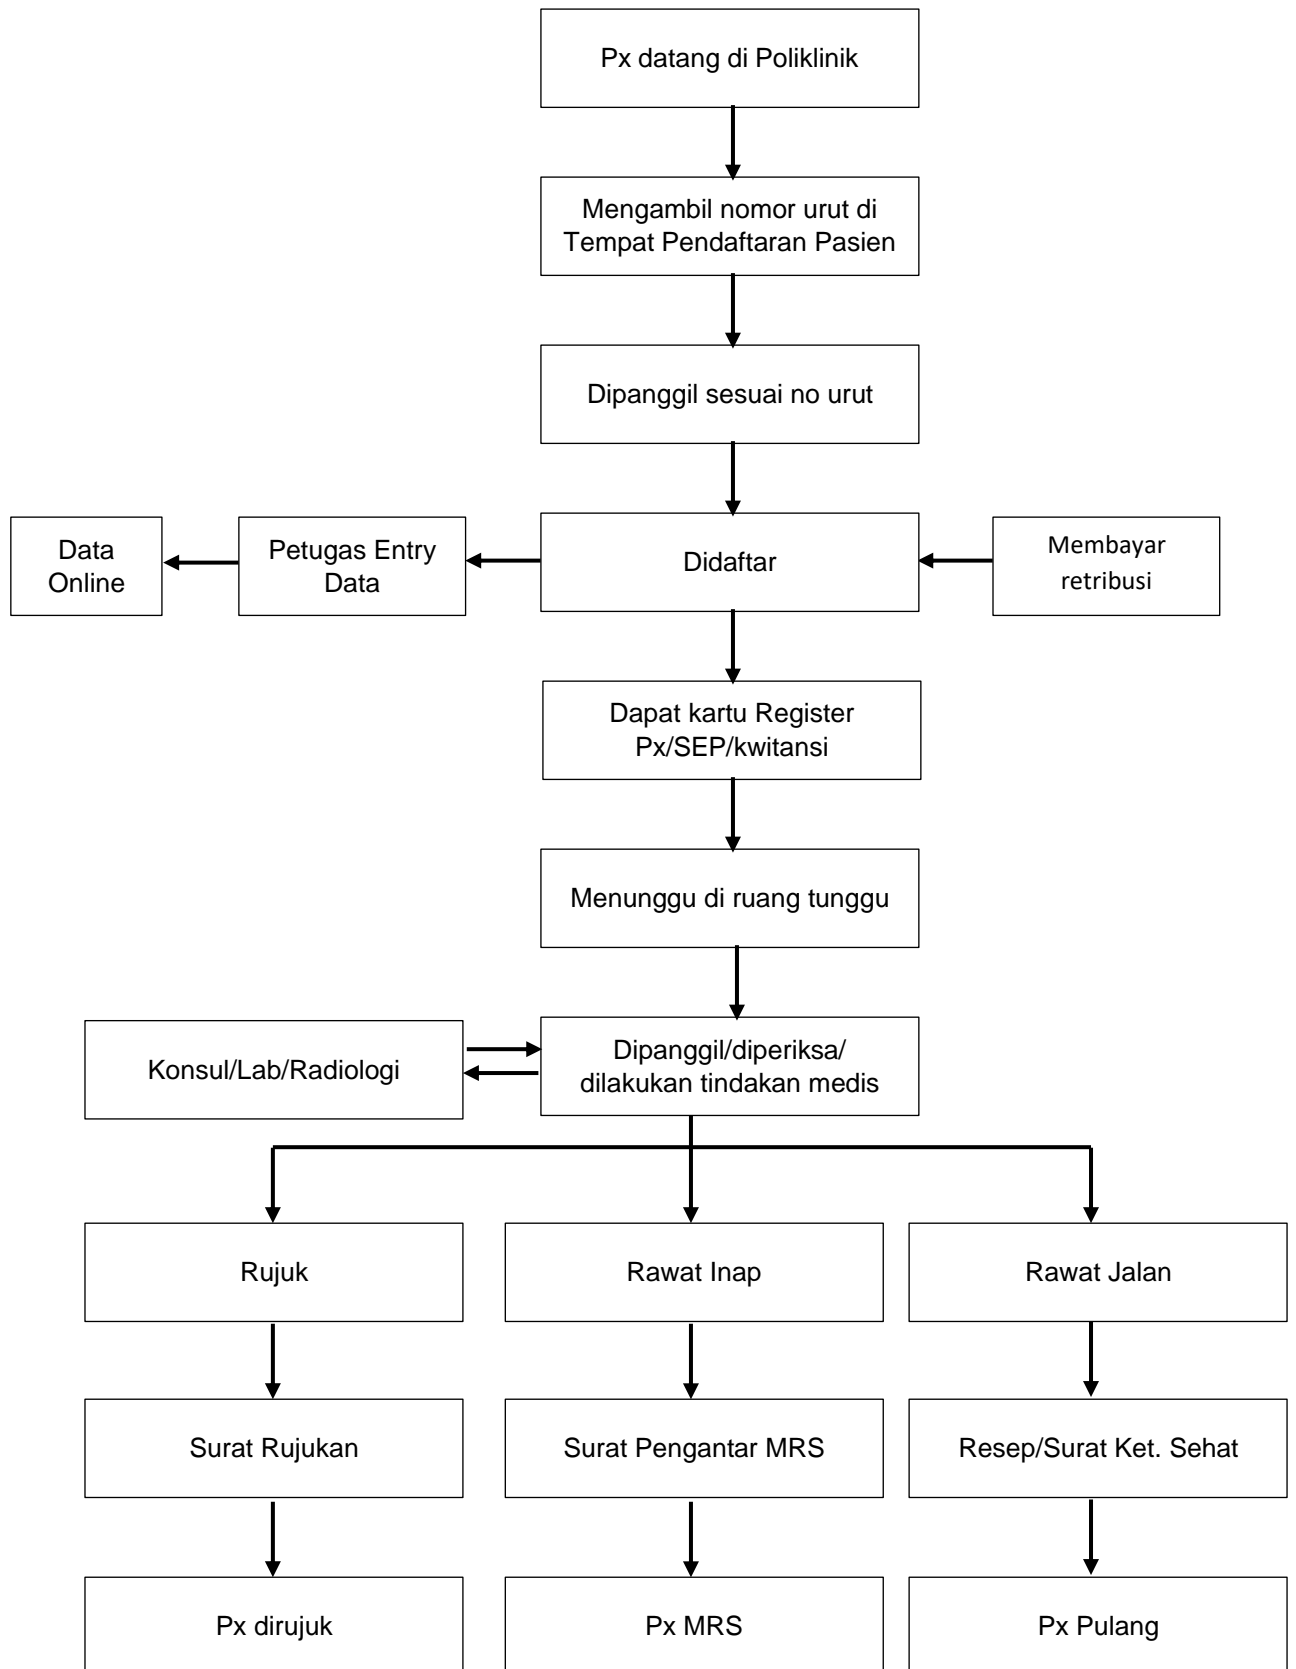 Px datang di Poliklinik
Mengambil nomor urut di
Tempat Pendaftaran Pasien
Dipanggil sesuai no urut
Data
Online
Petugas Entry
Data
Didaftar
Membayar
retribusi
Dapat kartu Register
Px/SEP/kwitansi
Menunggu di ruang tunggu
Konsul/Lab/Radiologi
Dipanggil/diperiksa/
dilakukan tindakan medis
Rujuk
Rawat Inap
Rawat Jalan
Surat Rujukan
Surat Pengantar MRS
Resep/Surat Ket. Sehat
Px dirujuk
Px MRS
Px Pulang